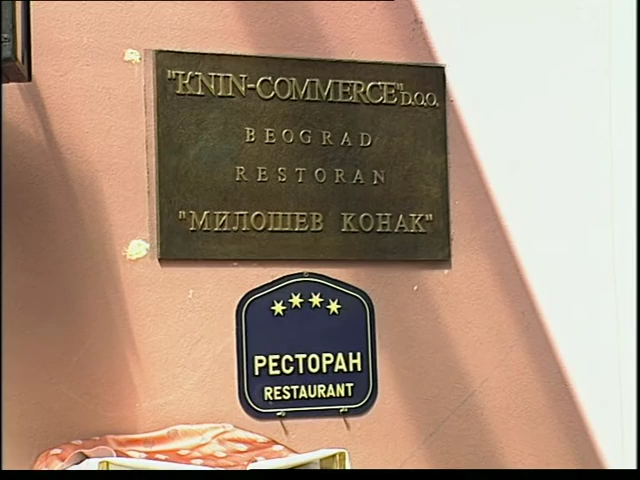 "KNIN-COMMERCE" D.O.O.
BEOGRAD
RESTORAN
"МИЛОШЕВ КОНАК"
РЕСТОРАН
RESTAURANT